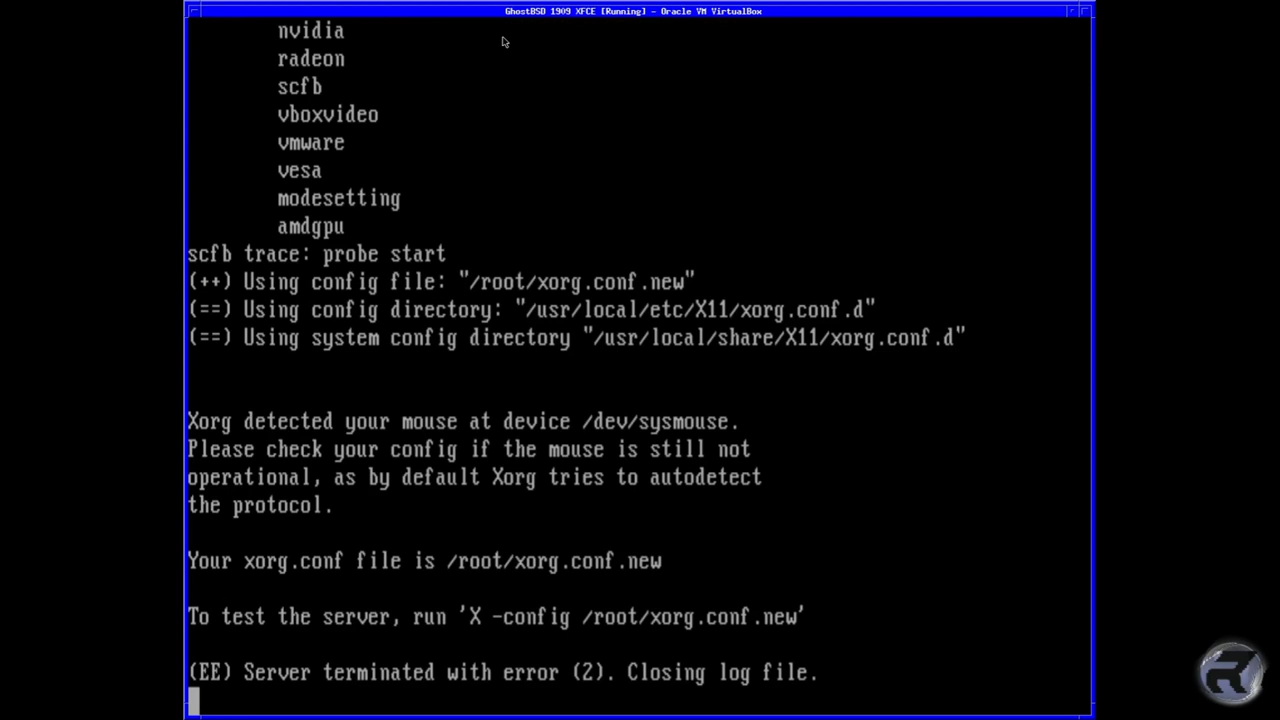 GhostBSD 1909 XFCE [Running] - Oracle VM VirtualBox
nvidia
radeon
scfb
vboxvideo
vmware
vesa
modesetting
amdgpu
scfb trace: probe start
(++) Using config file: "/root/xorg.conf.new"
(==) Using config directory: "/usr/local/etc/X11/xorg.conf.d"
(==) Using system config directory "/usr/local/share/X11/xorg.conf.d"
Xorg detected your mouse at device /dev/sysmouse.
Please check your config if the mouse is still not
operational, as by default Xorg tries to autodetect
the protocol.
Your xorg.conf file is /root/xorg.conf.new
To test the server, run 'X -config /root/xorg.conf.new'
(EE) Server terminated with error (2). Closing log file.
R